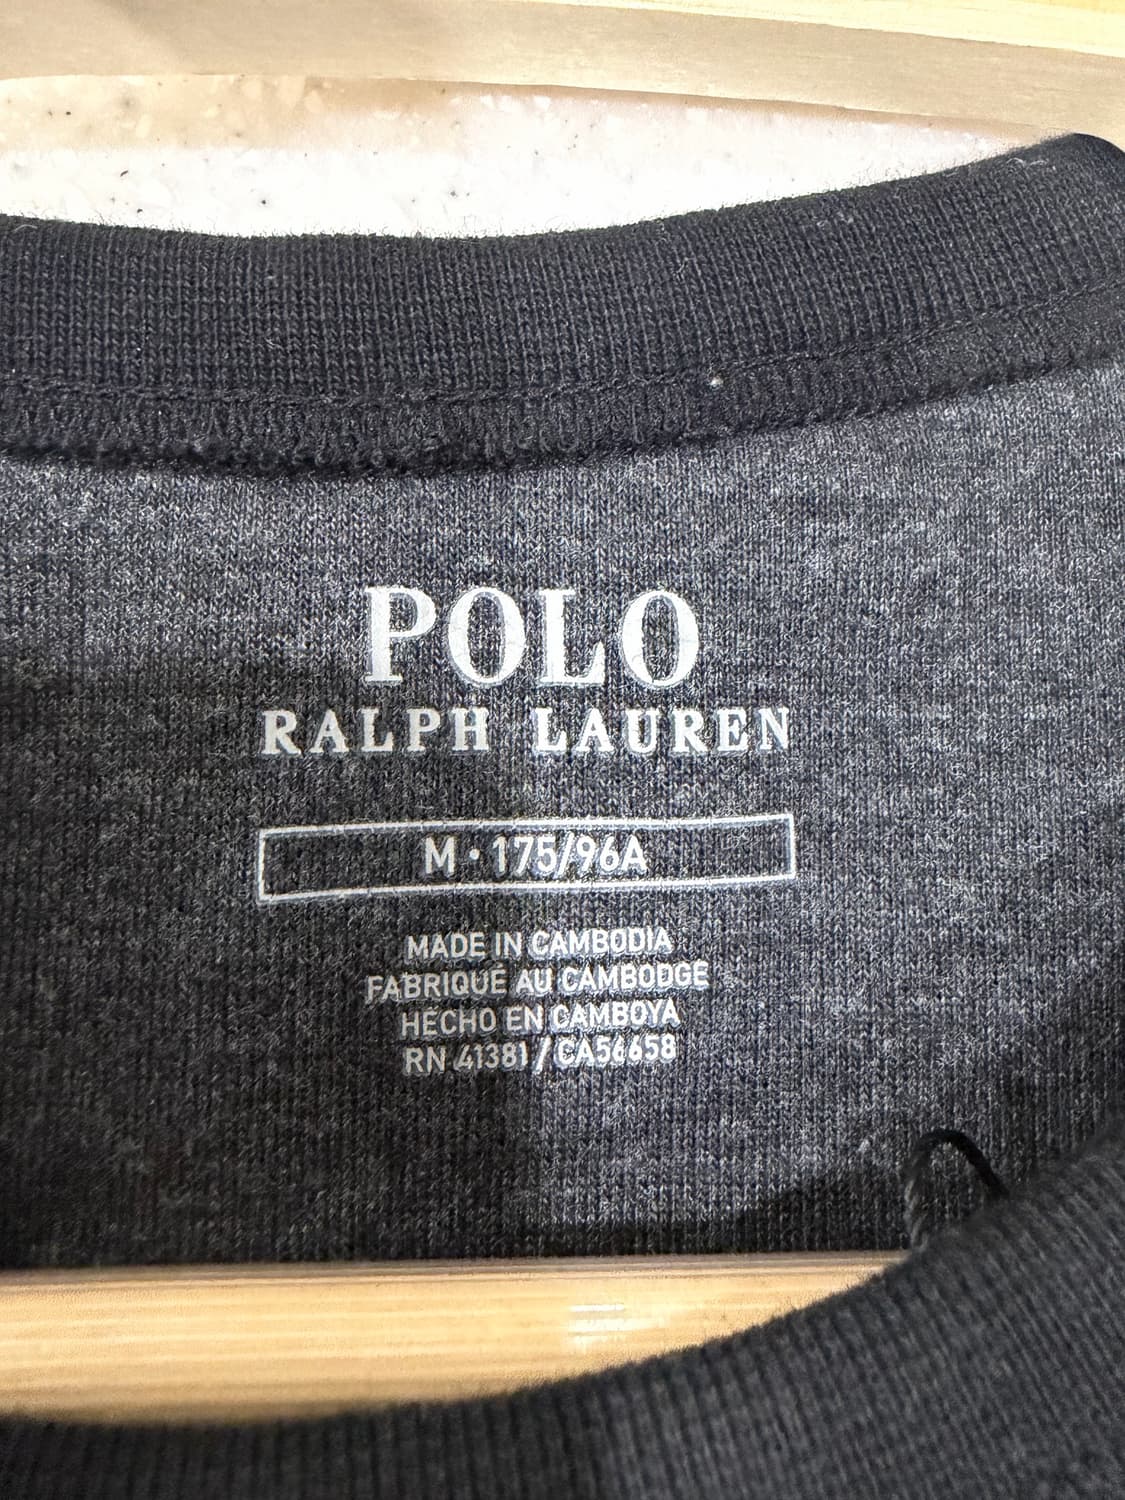 POLO
RALPH LAUREN
M • 175/96A
MADE IN CAMBODIA
FABRIQUÉ AU CAMBODGE
HECHO EN CAMBOYA
RN 41381 / CA56658